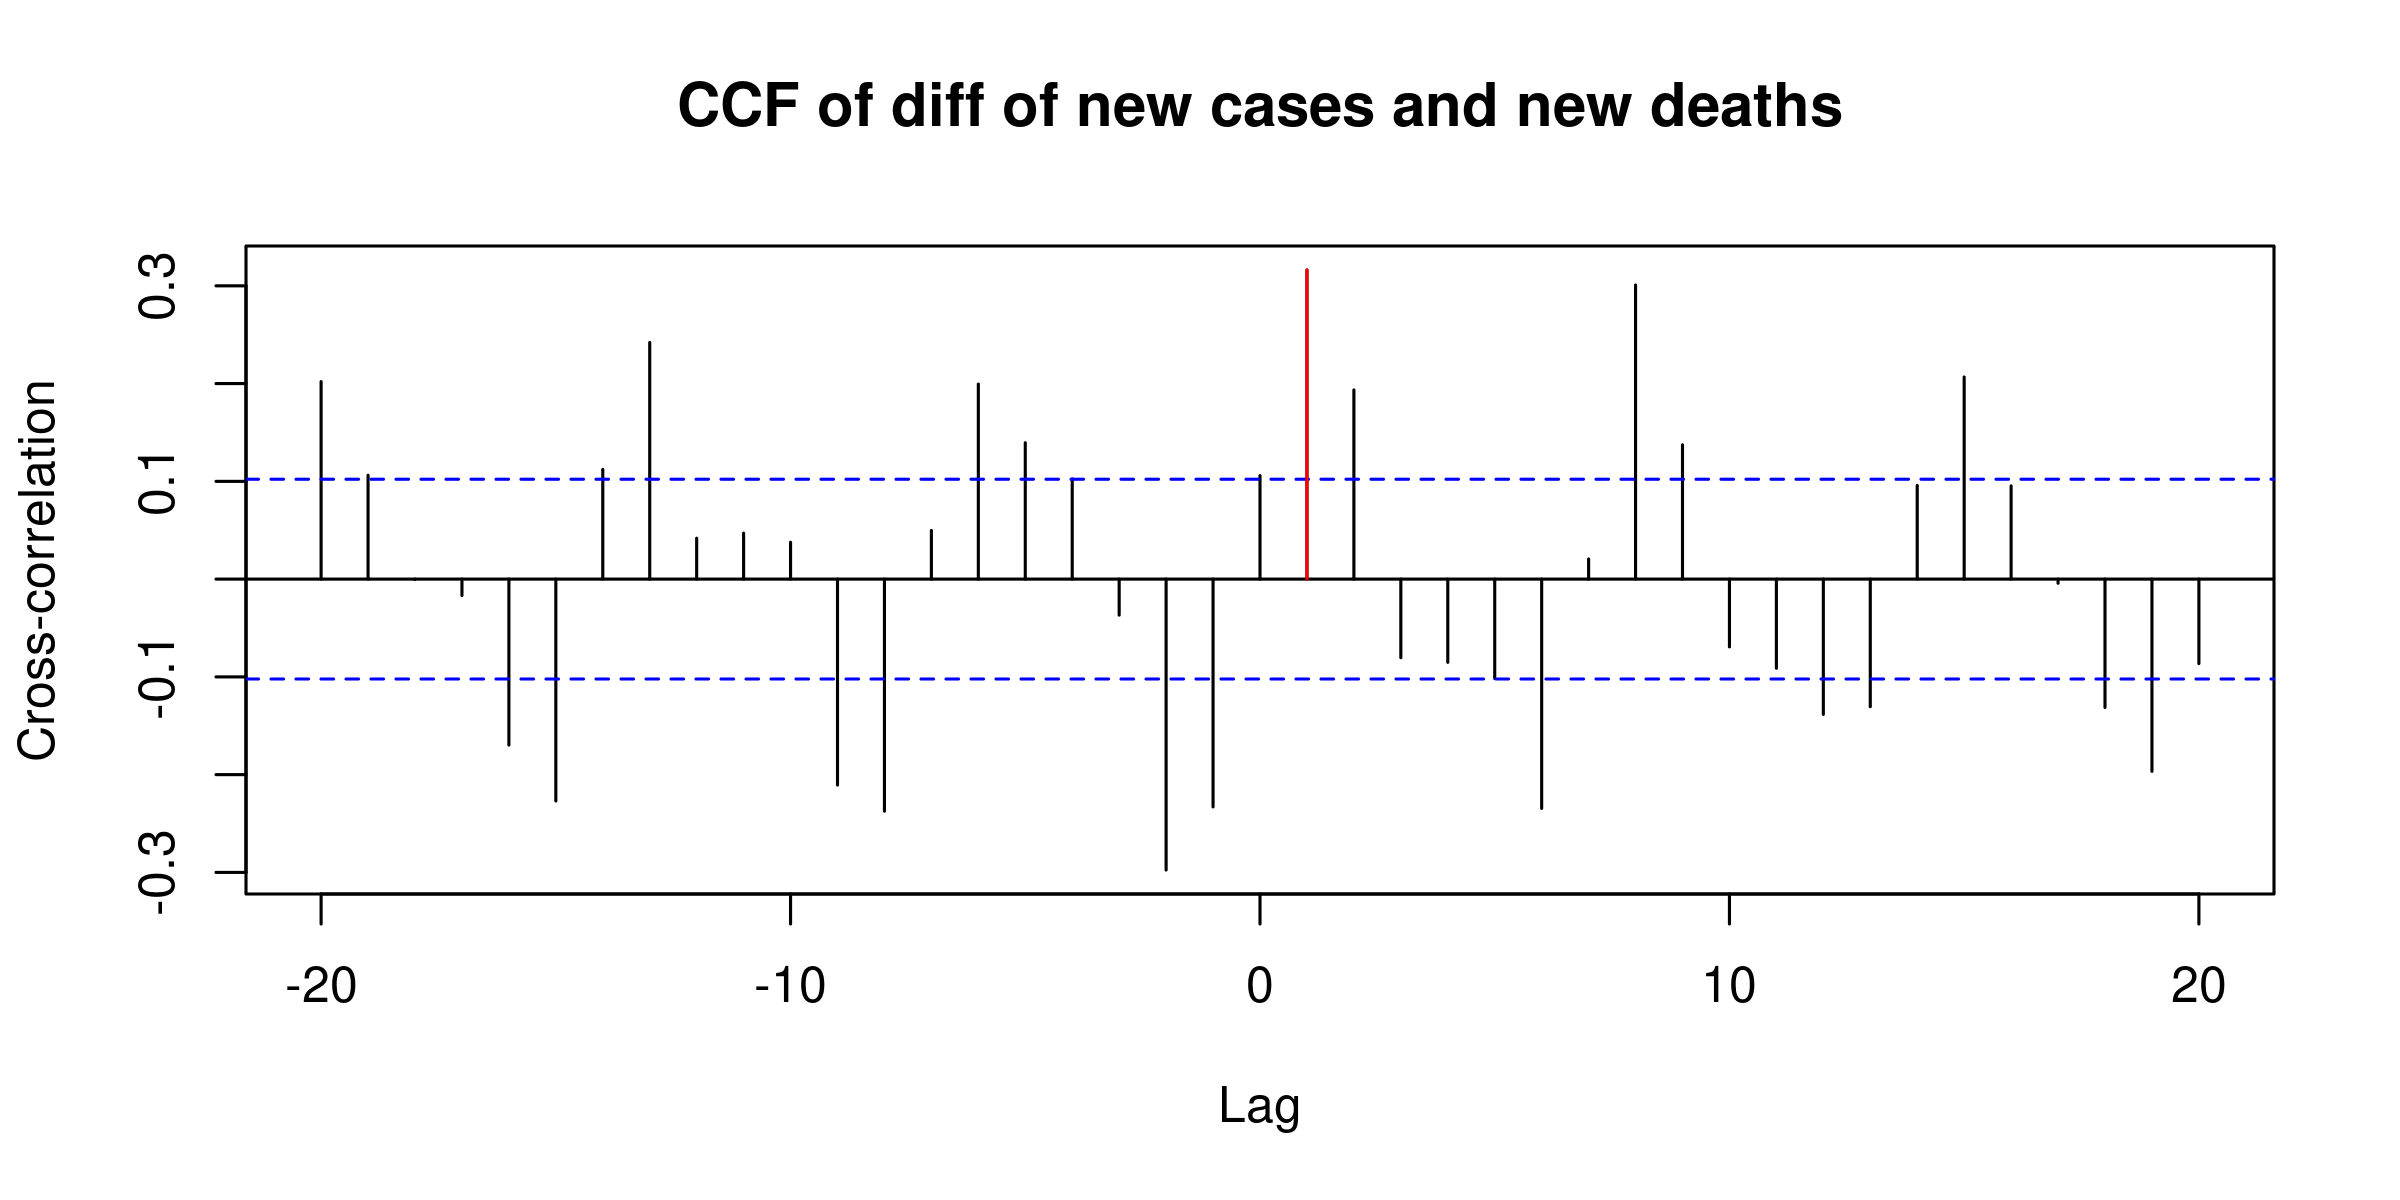 CCF of diff of new cases and new deaths
Cross-correlation
0.3
0.1
-0.1
-0.3
-20 -10 0 10 20
Lag